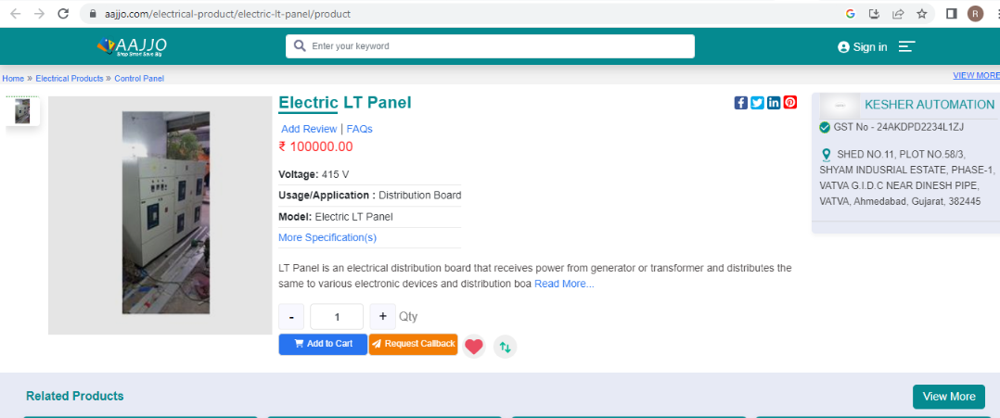 aajjo.com/electrical-product/electric-lt-panel/product
R
AAJJO
Shop Smart Save Big
Enter your keyword
Sign in
Home » Electrical Products » Control Panel
VIEW MORE
Electric LT Panel
Add Review | FAQs
₹ 100000.00
Voltage: 415 V
Usage/Application : Distribution Board
Model: Electric LT Panel
More Specification(s)
LT Panel is an electrical distribution board that receives power from generator or transformer and distributes the
same to various electronic devices and distribution boa Read More...
- 1 + Qty
Add to Cart
Request Callback
KESHER AUTOMATION
GST No - 24AKDPD2234L1ZJ
SHED NO.11, PLOT NO.58/3,
SHYAM INDUSRIAL ESTATE, PHASE-1,
VATVA G.I.D.C NEAR DINESH PIPE,
VATVA, Ahmedabad, Gujarat, 382445
Related Products
View More